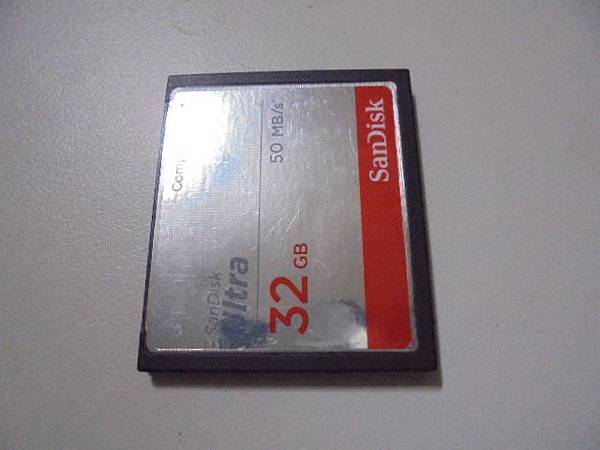 SanDisk
Ultra
Comp
32 GB
50 MB/s
SanDisk